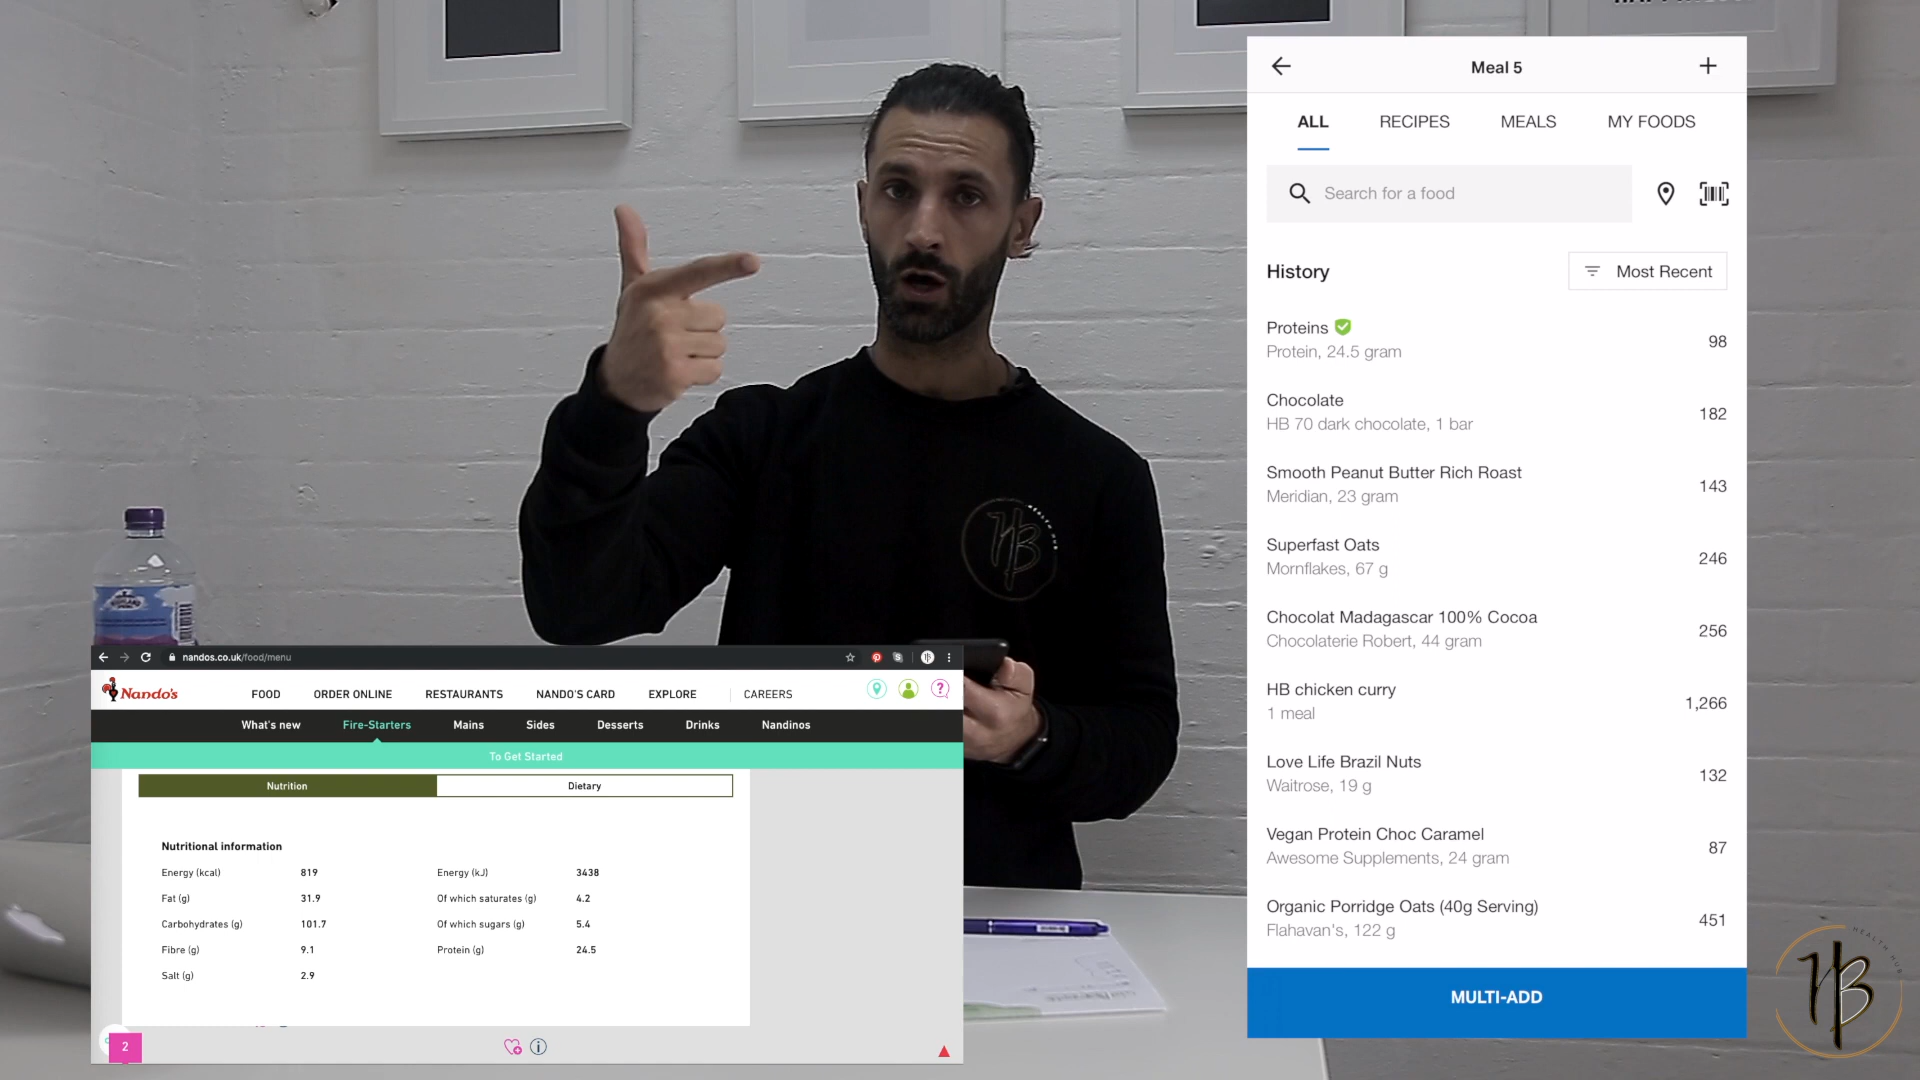 Meal 5
ALL RECIPES MEALS MY FOODS
Search for a food
History
Most Recent
Proteins
Protein, 24.5 gram
98
Chocolate
HB 70 dark chocolate, 1 bar
182
Smooth Peanut Butter Rich Roast
Meridian, 23 gram
143
Superfast Oats
Mornflakes, 67 g
246
Chocolat Madagascar 100% Cocoa
Chocolaterie Robert, 44 gram
256
HB chicken curry
1 meal
1,266
Love Life Brazil Nuts
Waitrose, 19 g
132
Vegan Protein Choc Caramel
Awesome Supplements, 24 gram
87
Organic Porridge Oats (40g Serving)
Flahavan's, 122 g
451
MULTI-ADD
HB
HEALTH HUB
nandos.co.uk/food/menu
Nando's
FOOD ORDER ONLINE RESTAURANTS NANDO'S CARD EXPLORE CAREERS
What's new Fire-Starters Mains Sides Desserts Drinks Nandinos
To Get Started
Nutrition Dietary
Nutritional information
Energy (kcal) 819 Energy (kJ) 3438
Fat (g) 31.9 Of which saturates (g) 4.2
Carbohydrates (g) 101.7 Of which sugars (g) 5.4
Fibre (g) 9.1 Protein (g) 24.5
Salt (g) 2.9
2
HB
HEALTH HUB